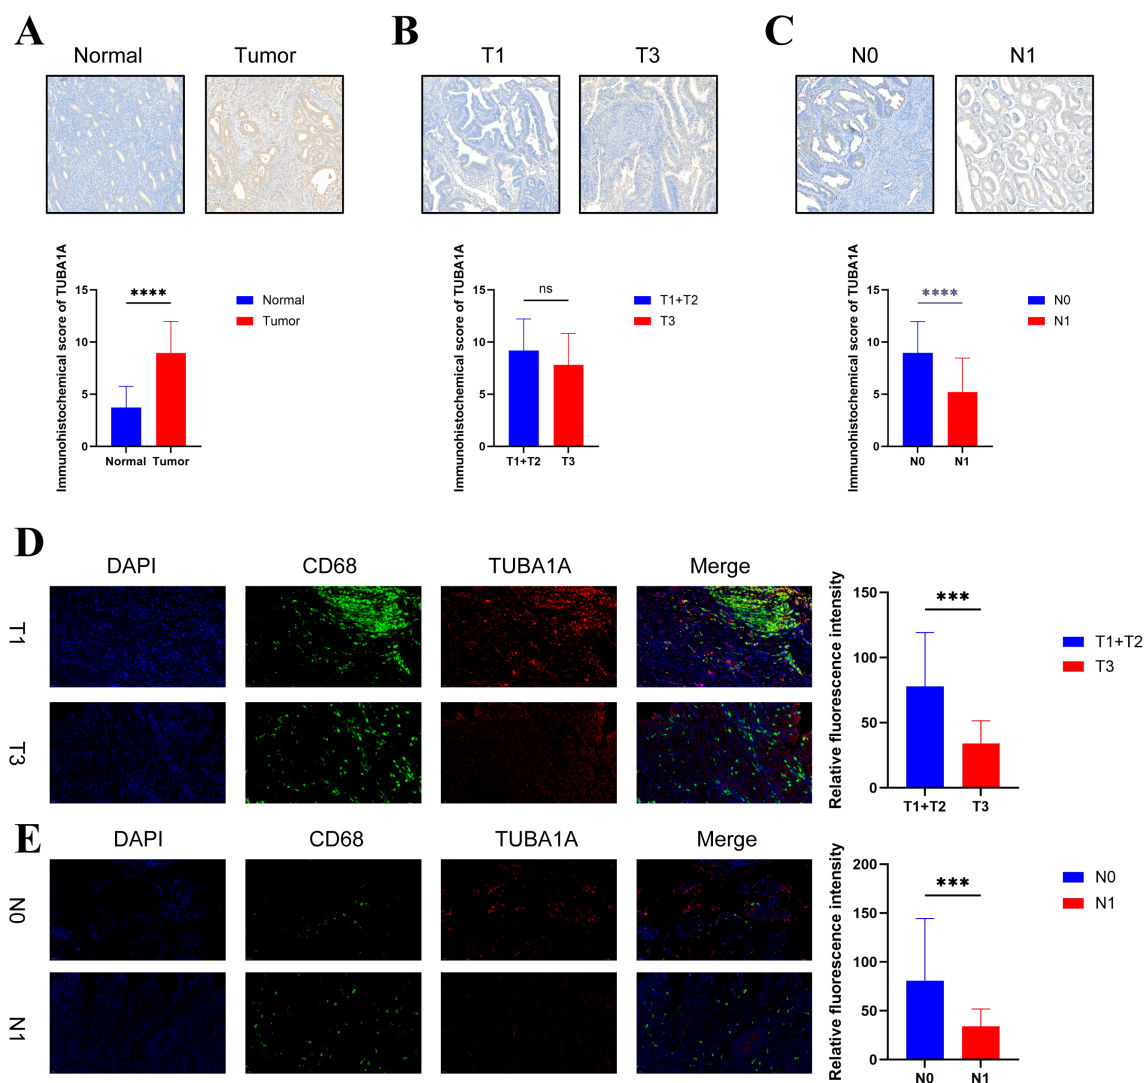 A
Normal
Tumor
Immunohistochemical score of TUBA1A
15
10
5
0
****
Normal
Tumor
Normal
Tumor
B
T1
T3
Immunohistochemical score of TUBA1A
15
10
5
0
ns
T1+T2
T3
T1+T2
T3
C
N0
N1
Immunohistochemical score of TUBA1A
15
10
5
0
****
N0
N1
N0
N1
D
DAPI
CD68
TUBA1A
Merge
T1
T3
Relative fluorescence intensity
150
100
50
0
***
T1+T2
T3
T1+T2
T3
E
DAPI
CD68
TUBA1A
Merge
N0
N1
Relative fluorescence intensity
200
150
100
50
0
***
N0
N1
N0
N1